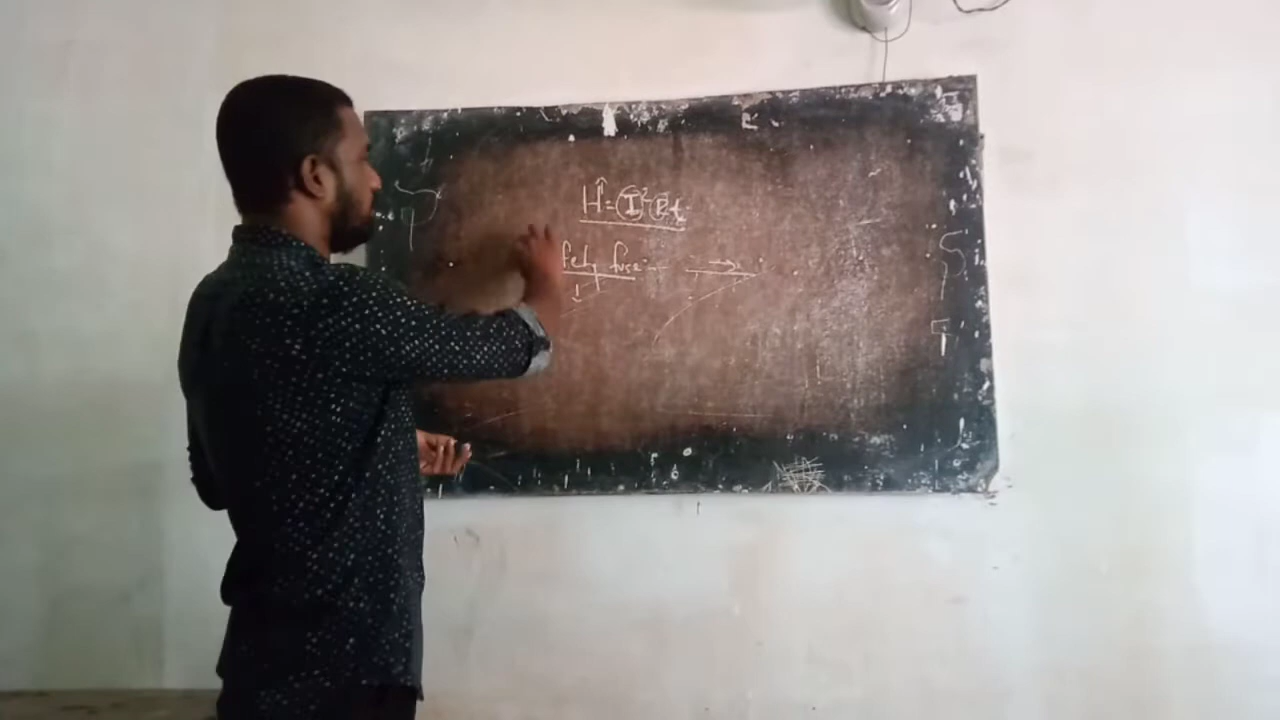 H = I²Rt
fety fuse :-